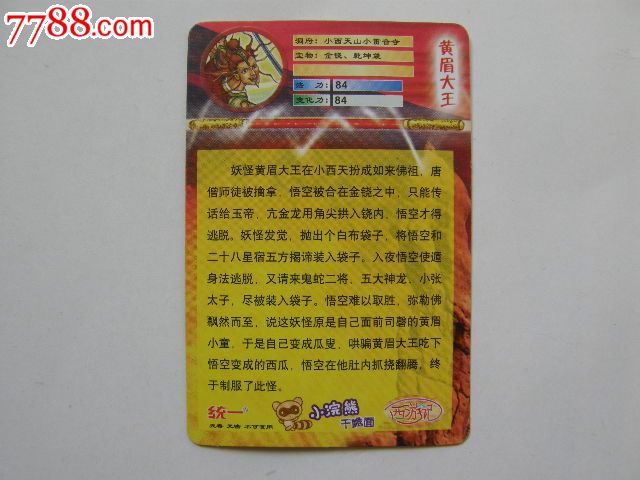 7788.com
洞府：小西天山小雷音寺
宝物：金铙、乾坤袋
法 力：84
变化力：84
黄眉大王
妖怪黄眉大王在小西天扮成如来佛祖，唐
僧师徒被擒拿．悟空被合在金铙之中．只能传
话给玉帝．亢金龙用角尖拱入铙内．悟空才得
逃脱。妖怪发觉，抛出个白布袋子，将悟空和
二十八星宿五方揭谛装入袋子。入夜悟空使遁
身法逃脱．又请来龟蛇二将、五大神龙、小张
太子，尽被装入袋子。悟空难以取胜，弥勒佛
飘然而至，说这妖怪原是自己面前司磬的黄眉
小童，于是自己变成瓜叟，哄骗黄眉大王吃下
悟空变成的西瓜，悟空在他肚内抓挠翻腾，终
于制服了此怪。
统一
小浣熊
干脆面
无毒 无害 不可食用
西游记